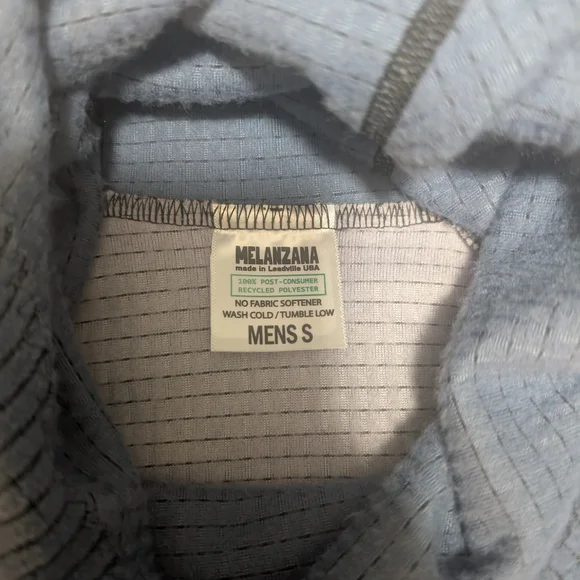 MELANZANA
made in Leadville USA
100% POST-CONSUMER
RECYCLED POLYESTER
NO FABRIC SOFTENER
WASH COLD / TUMBLE LOW
MENS S